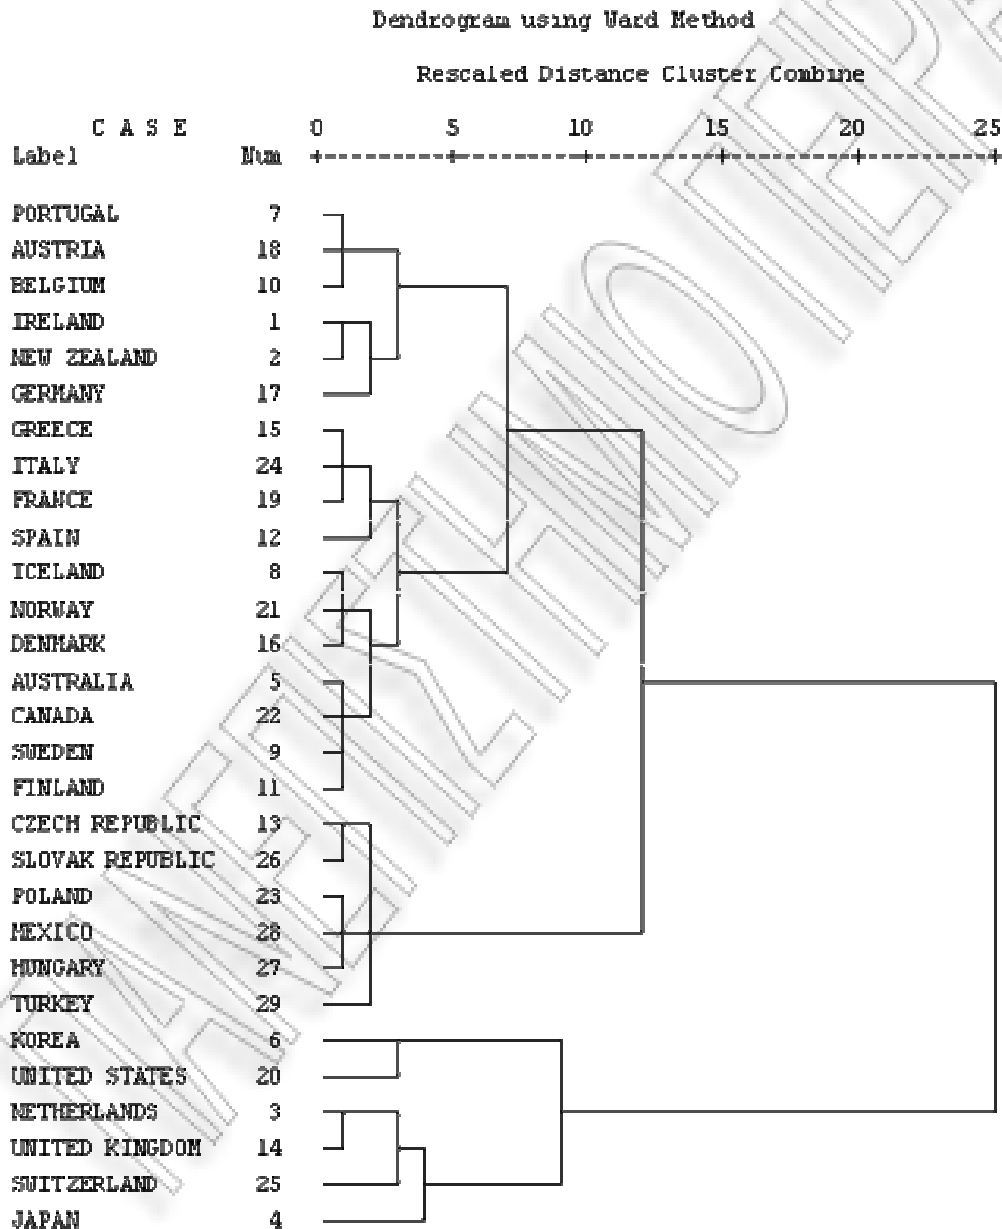 Dendrogram using Ward Method
Rescaled Distance Cluster Combine
C A S E 0 5 10 15 20 25
Label Num
PORTUGAL 7
AUSTRIA 18
BELGIUM 10
IRELAND 1
NEW ZEALAND 2
GERMANY 17
GREECE 15
ITALY 24
FRANCE 19
SPAIN 12
ICELAND 8
NORWAY 21
DENMARK 16
AUSTRALIA 5
CANADA 22
SWEDEN 9
FINLAND 11
CZECH REPUBLIC 13
SLOVAK REPUBLIC 26
POLAND 23
MEXICO 28
HUNGARY 27
TURKEY 29
KOREA 6
UNITED STATES 20
NETHERLANDS 3
UNITED KINGDOM 14
SWITZERLAND 25
JAPAN 4